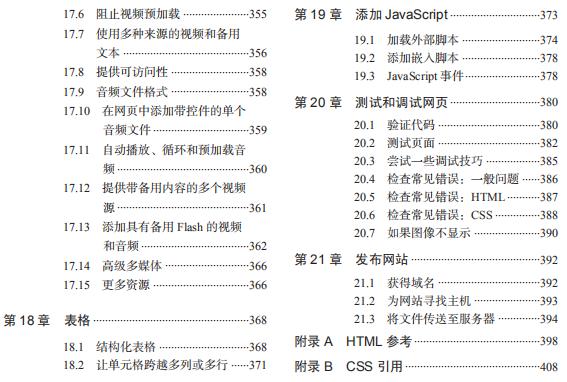 17.6 阻止视频预加载 ················355
17.7 使用多种来源的视频和备用
文本 ································356
17.8 提供可访问性 ···················358
17.9 音频文件格式 ···················358
17.10 在网页中添加带控件的单个
音频文件 ·························359
17.11 自动播放、循环和预加载音
频 ···································360
17.12 提供带备用内容的多个视频
源 ···································361
17.13 添加具有备用 Flash 的视频
和音频 ····························362
17.14 高级多媒体 ·····················366
17.15 更多资源 ························366
第 18 章 表格 ·······························368
18.1 结构化表格 ·······················368
18.2 让单元格跨越多列或多行 ······371
第 19 章 添加 JavaScript ························373
19.1 加载外部脚本 ···················374
19.2 添加嵌入脚本 ···················378
19.3 JavaScript 事件 ··················378
第 20 章 测试和调试网页 ······················380
20.1 验证代码 ·························380
20.2 测试页面 ·························382
20.3 尝试一些调试技巧 ··············385
20.4 检查常见错误：一般问题 ·····386
20.5 检查常见错误：HTML ········387
20.6 检查常见错误：CSS ···········388
20.7 如果图像不显示 ················390
第 21 章 发布网站 ·····························392
21.1 获得域名 ·························392
21.2 为网站寻找主机 ················393
21.3 将文件传送至服务器 ···········394
附录 A HTML 参考 ····························398
附录 B CSS 引用 ······························408